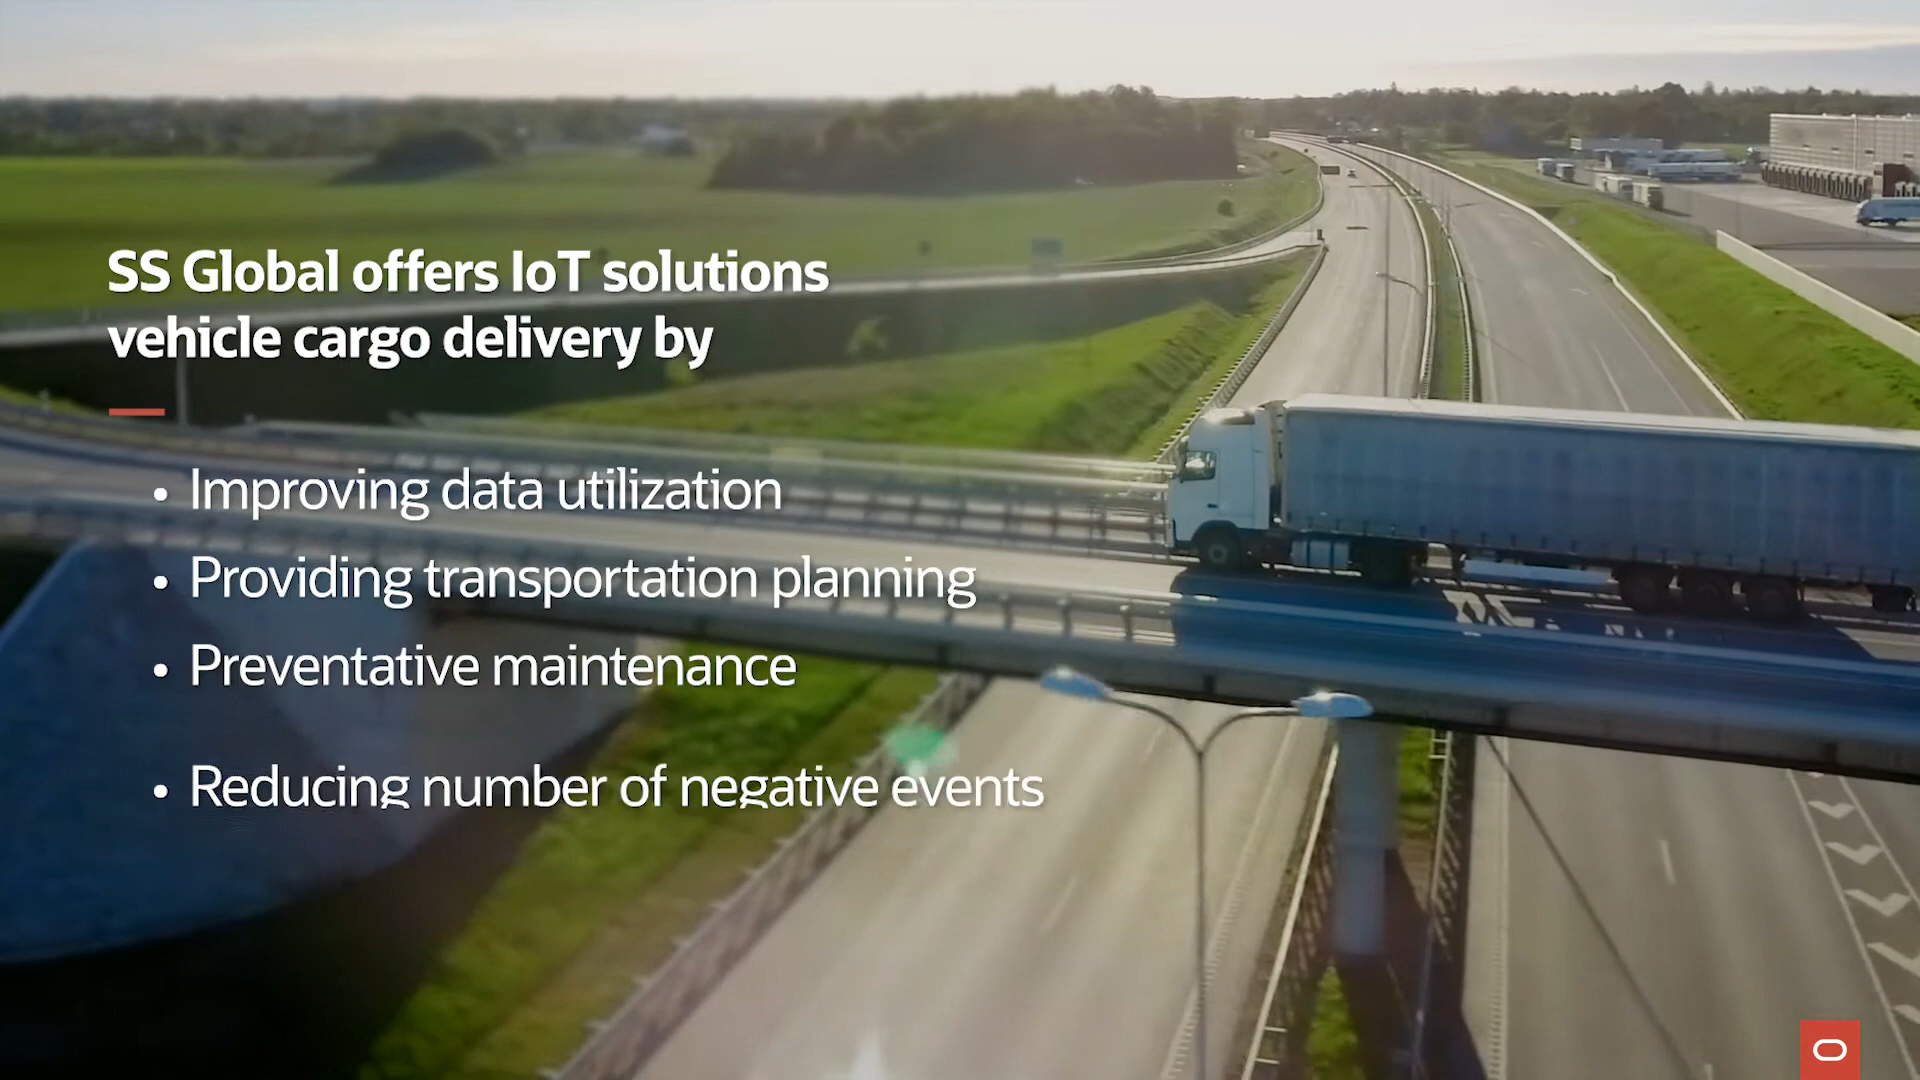 SS Global offers IoT solutions
vehicle cargo delivery by
• Improving data utilization
• Providing transportation planning
• Preventative maintenance
• Reducing number of negative events